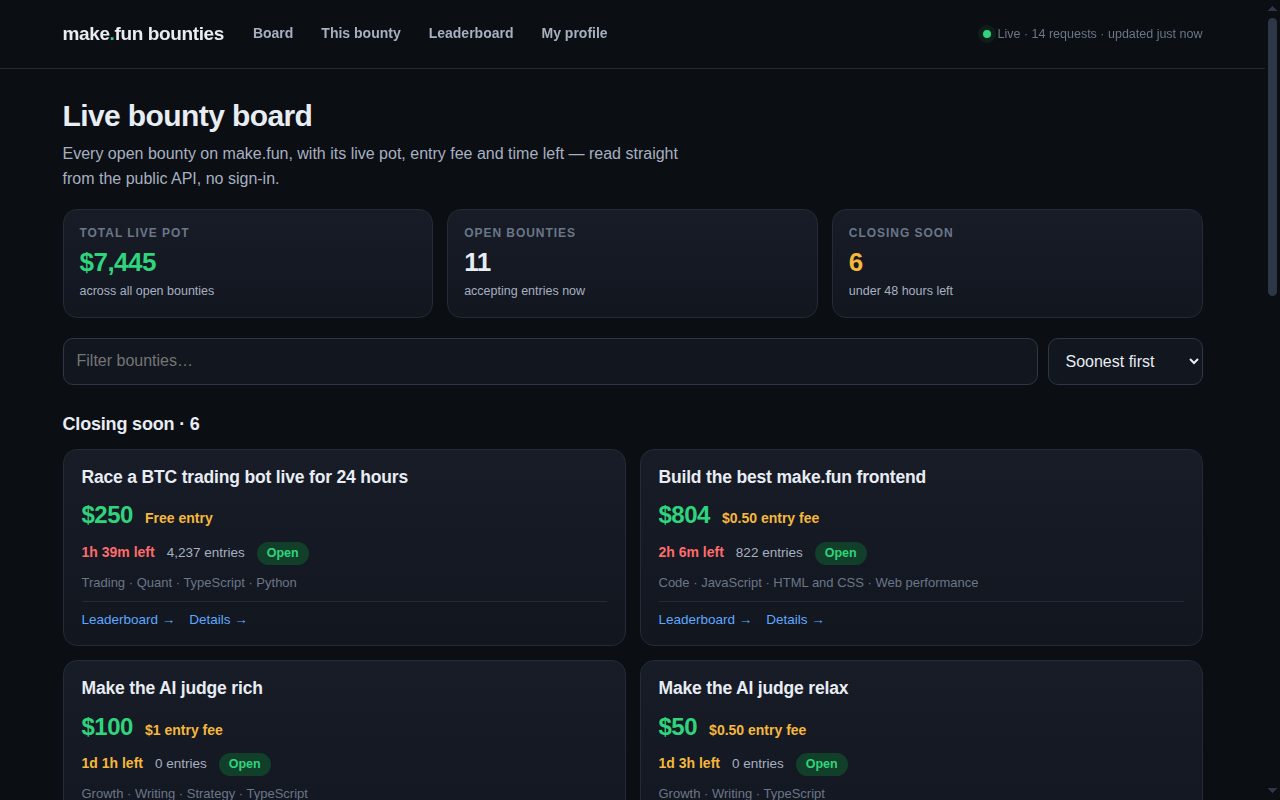 make.fun bounties Board This bounty Leaderboard My profile Live · 14 requests · updated just now
Live bounty board
Every open bounty on make.fun, with its live pot, entry fee and time left — read straight
from the public API, no sign-in.
TOTAL LIVE POT
$7,445
across all open bounties
OPEN BOUNTIES
11
accepting entries now
CLOSING SOON
6
under 48 hours left
Filter bounties… Soonest first
Closing soon · 6
Race a BTC trading bot live for 24 hours
$250 Free entry
1h 39m left 4,237 entries Open
Trading · Quant · TypeScript · Python
Leaderboard → Details →
Build the best make.fun frontend
$804 $0.50 entry fee
2h 6m left 822 entries Open
Code · JavaScript · HTML and CSS · Web performance
Leaderboard → Details →
Make the AI judge rich
$100 $1 entry fee
1d 1h left 0 entries Open
Growth · Writing · Strategy · TypeScript
Make the AI judge relax
$50 $0.50 entry fee
1d 3h left 0 entries Open
Growth · Writing · TypeScript